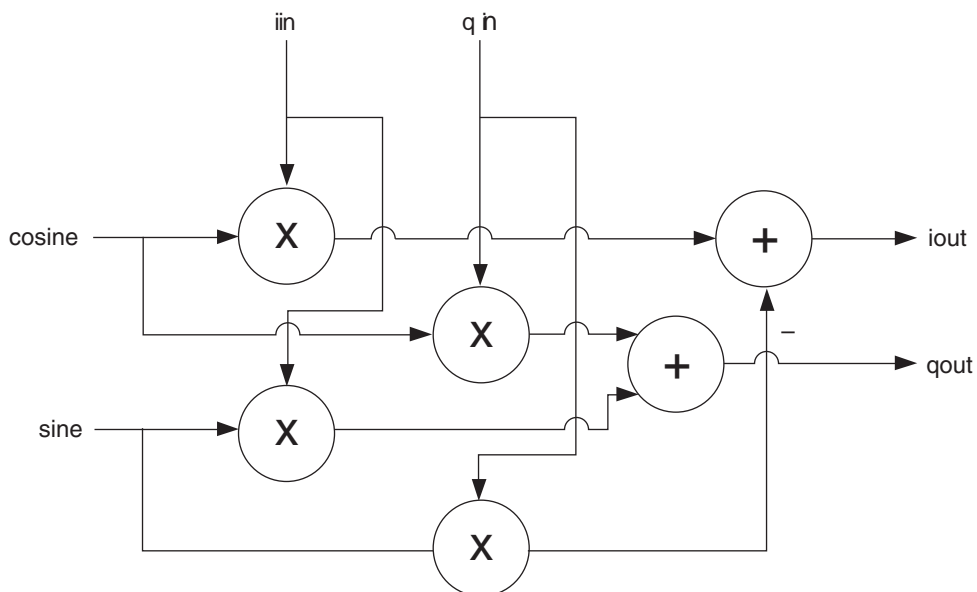 iin
q in
cosine
X
+
iout
X
+
–
qout
sine
X
X